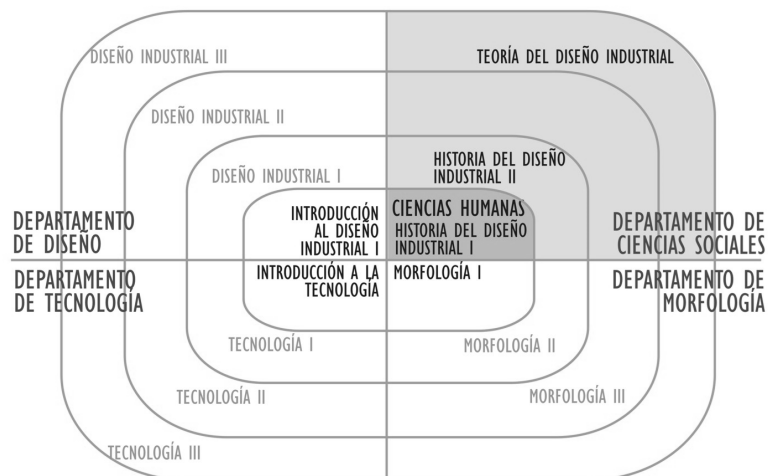 DISEÑO INDUSTRIAL III
TEORÍA DEL DISEÑO INDUSTRIAL
DISEÑO INDUSTRIAL II
DISEÑO INDUSTRIAL I
HISTORIA DEL DISEÑO
INDUSTRIAL II
INTRODUCCIÓN
AL DISEÑO
INDUSTRIAL I
CIENCIAS HUMANAS
HISTORIA DEL DISEÑO
INDUSTRIAL I
DEPARTAMENTO
DE DISEÑO
DEPARTAMENTO DE
CIENCIAS SOCIALES
DEPARTAMENTO
DE TECNOLOGÍA
INTRODUCCIÓN A LA
TECNOLOGÍA
MORFOLOGÍA I
DEPARTAMENTO DE
MORFOLOGÍA
TECNOLOGÍA I
MORFOLOGÍA II
TECNOLOGÍA II
MORFOLOGÍA III
TECNOLOGÍA III